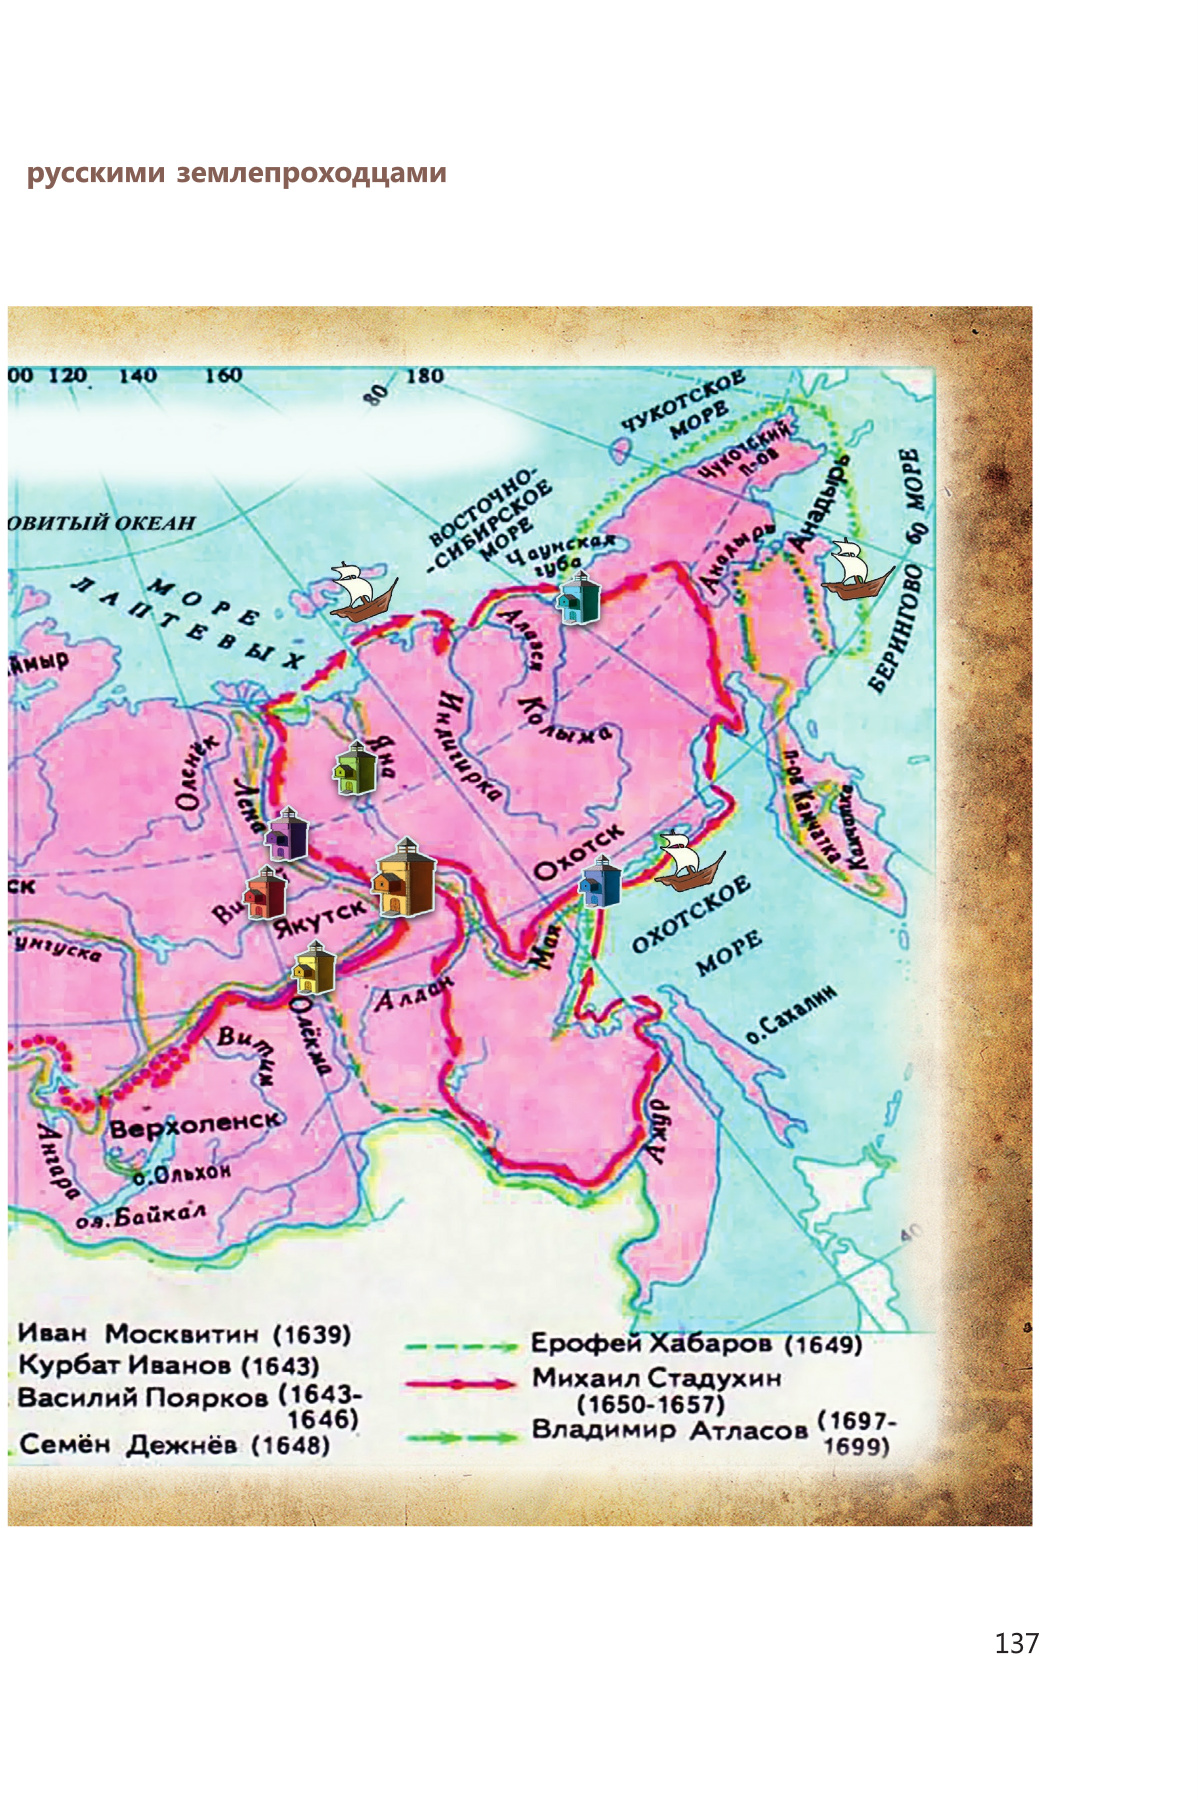 русскими землепроходцами
00 120 140 160 180
80
ЧУКОТСКОЕ
МОРЕ
Чукотский
п-ов
Анадырь
БЕРИНГОВО 60 МОРЕ
ВОСТОЧНО-
-СИБИРСКОЕ
МОРЕ
Чаунская
губа
Анадырь
ОВИТЫЙ ОКЕАН
МОРЕ
ЛАПТЕВЫХ
ймыр
Оленёк
Лена
Яна
Индигирка
Алазея
Колыма
п-ов Камчатка
Камчатка
Охотск
ОХОТСКОЕ
МОРЕ
ск
Ви
Якутск
унгуска
Мая
Алдан
о.Сахалин
Олёкма
Витим
Верхоленск
Ангара
о.Ольхон
оз.Байкал
Амур
40
Иван Москвитин (1639)
Курбат Иванов (1643)
Василий Поярков (1643-
1646)
Семён Дежнёв (1648)
Ерофей Хабаров (1649)
Михаил Стадухин
(1650-1657)
Владимир Атласов (1697-
1699)
137